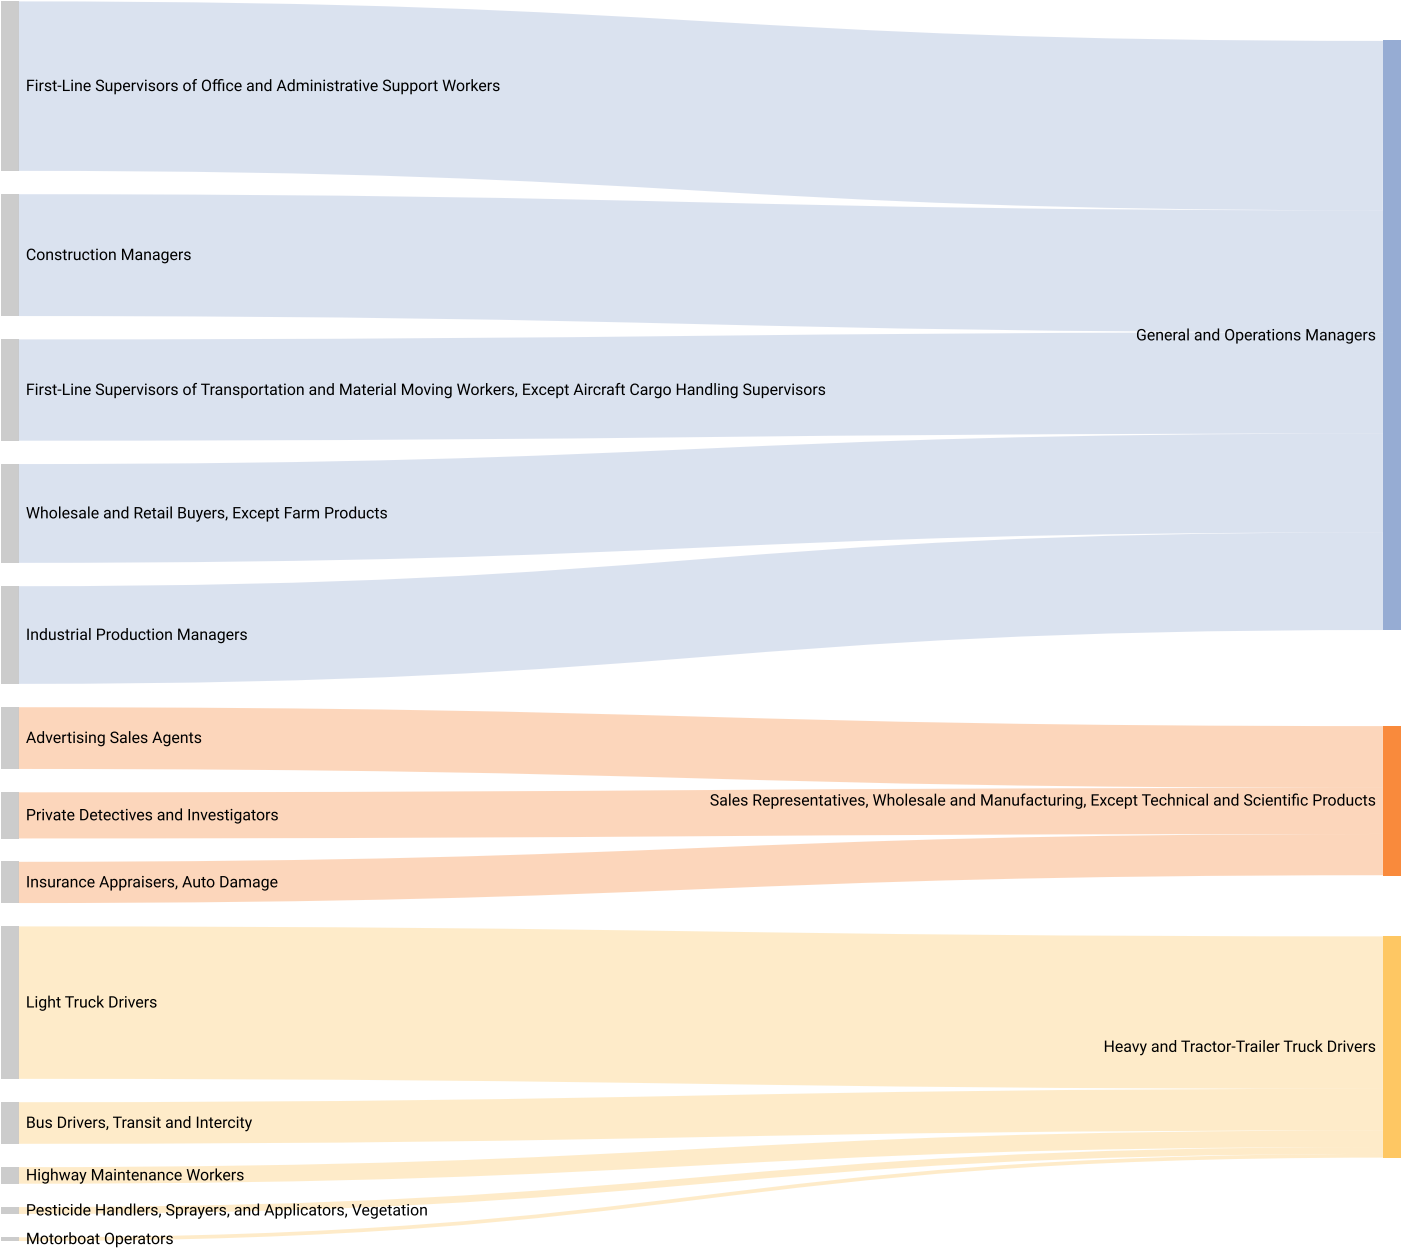 First-Line Supervisors of Office and Administrative Support Workers
Construction Managers
General and Operations Managers
First-Line Supervisors of Transportation and Material Moving Workers, Except Aircraft Cargo Handling Supervisors
Wholesale and Retail Buyers, Except Farm Products
Industrial Production Managers
Advertising Sales Agents
Sales Representatives, Wholesale and Manufacturing, Except Technical and Scientific Products
Private Detectives and Investigators
Insurance Appraisers, Auto Damage
Light Truck Drivers
Heavy and Tractor-Trailer Truck Drivers
Bus Drivers, Transit and Intercity
Highway Maintenance Workers
Pesticide Handlers, Sprayers, and Applicators, Vegetation
Motorboat Operators